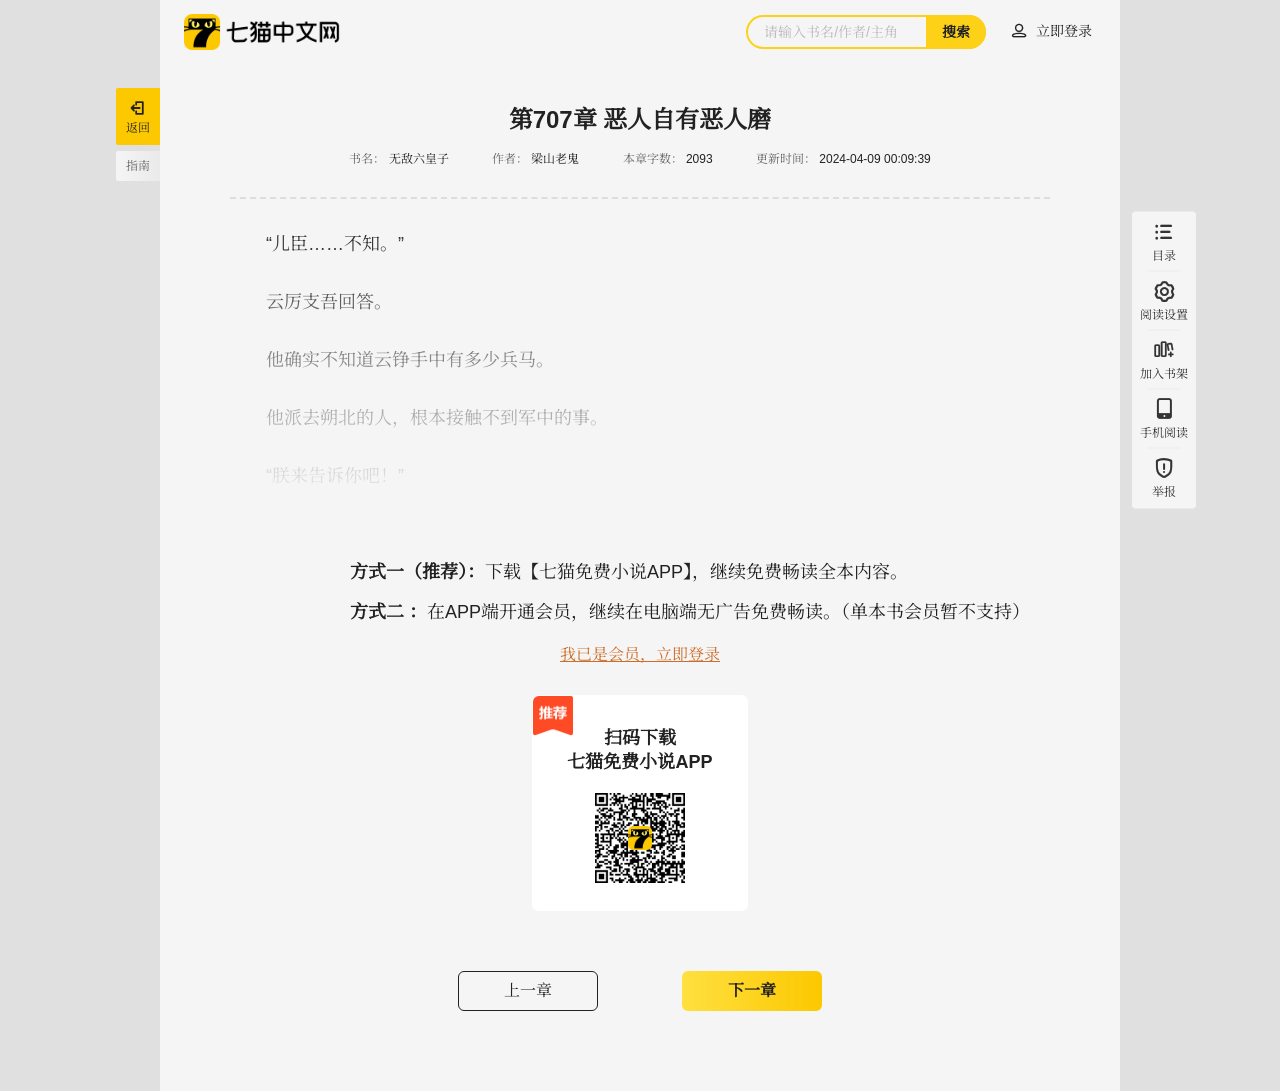 七猫中文网
请输入书名/作者/主角
搜索
立即登录
返回
指南
第707章 恶人自有恶人磨
书名： 无敌六皇子 作者： 梁山老鬼 本章字数： 2093 更新时间： 2024-04-09 00:09:39
“儿臣……不知。”
云厉支吾回答。
他确实不知道云铮手中有多少兵马。
他派去朔北的人，根本接触不到军中的事。
“朕来告诉你吧！”
目录
阅读设置
加入书架
手机阅读
举报
方式一（推荐）：下载【七猫免费小说APP】，继续免费畅读全本内容。
方式二 ：在APP端开通会员，继续在电脑端无广告免费畅读。（单本书会员暂不支持）
我已是会员，立即登录
推荐
扫码下载
七猫免费小说APP
上一章
下一章